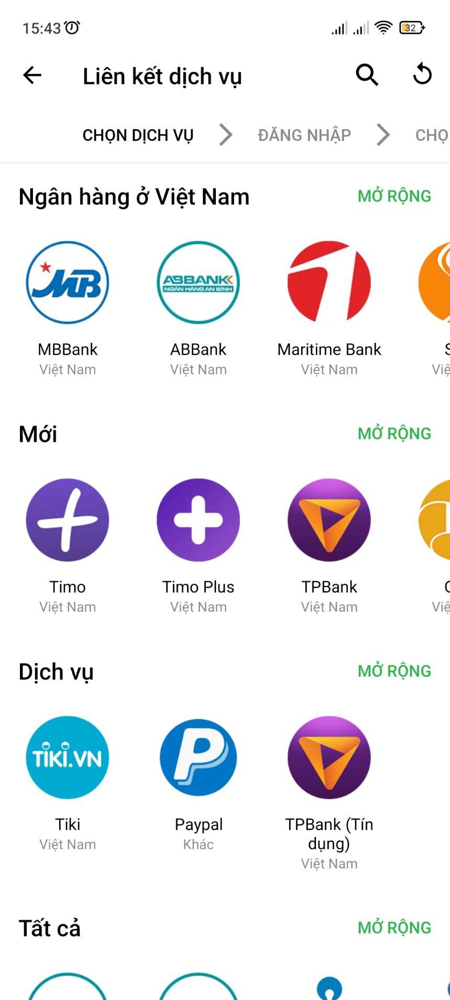 15:43
32
Liên kết dịch vụ
CHỌN DỊCH VỤ
ĐĂNG NHẬP
CHỌ
Ngân hàng ở Việt Nam
MỞ RỘNG
MB
ABBANK
NGÂN HÀNG AN BÌNH
MBBank
ABBank
Maritime Bank
S
Việt Nam
Việt Nam
Việt Nam
Việ
Mới
MỞ RỘNG
Timo
Timo Plus
TPBank
Việt Nam
Việt Nam
Việt Nam
Việ
Dịch vụ
MỞ RỘNG
TIKI.VN
P
Tiki
Paypal
TPBank (Tín
dụng)
Việt Nam
Khác
Việt Nam
Tất cả
MỞ RỘNG